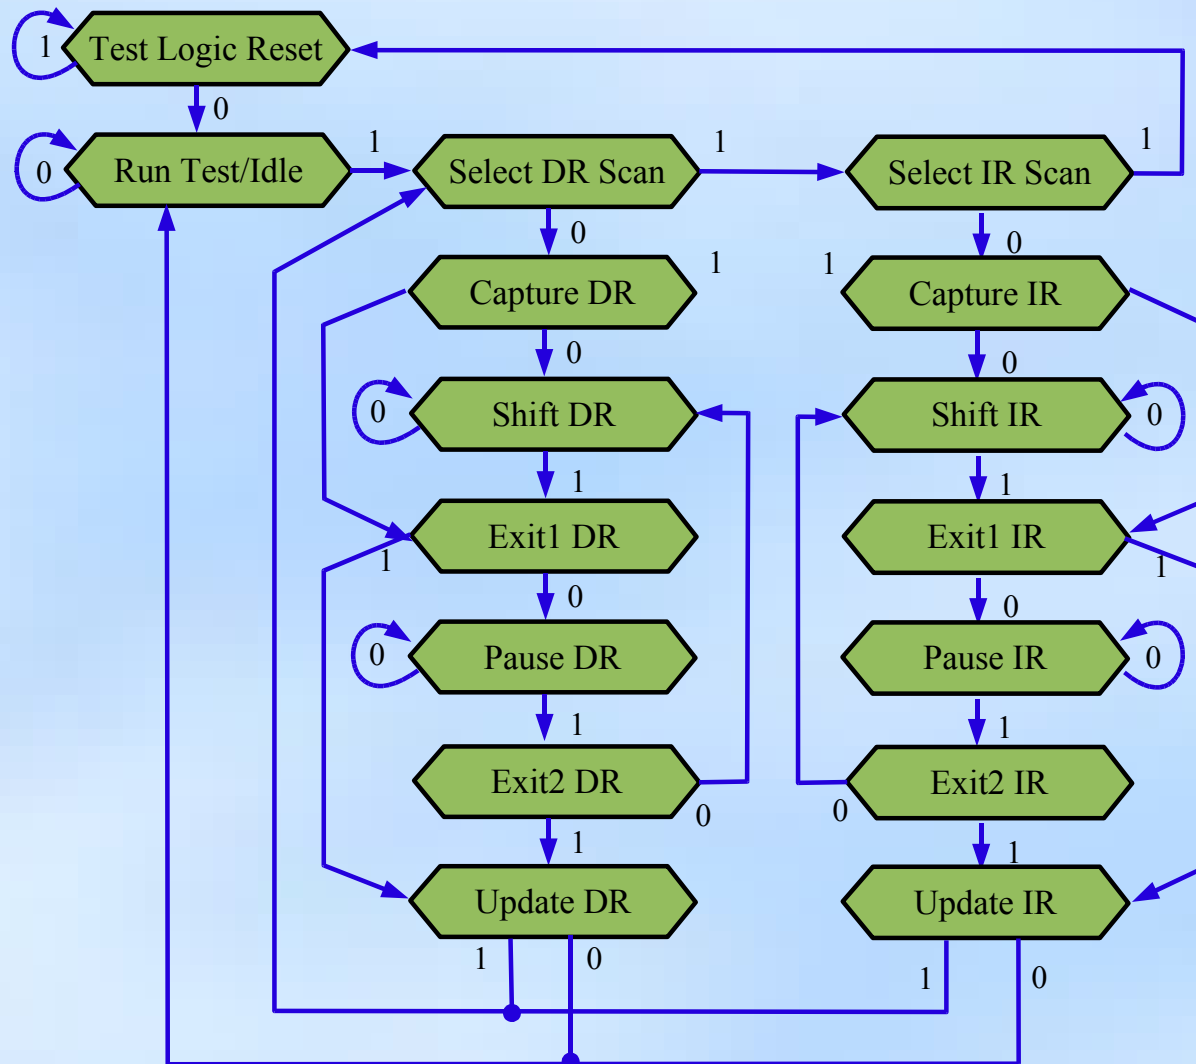 1
Test Logic Reset
0
0
Run Test/Idle
1
Select DR Scan
1
Select IR Scan
1
0
0
Capture DR
1
1
Capture IR
0
0
0
Shift DR
Shift IR
0
1
1
Exit1 DR
1
Exit1 IR
1
0
0
0
Pause DR
Pause IR
0
1
1
Exit2 DR
0
0
Exit2 IR
1
1
Update DR
Update IR
1
0
1
0